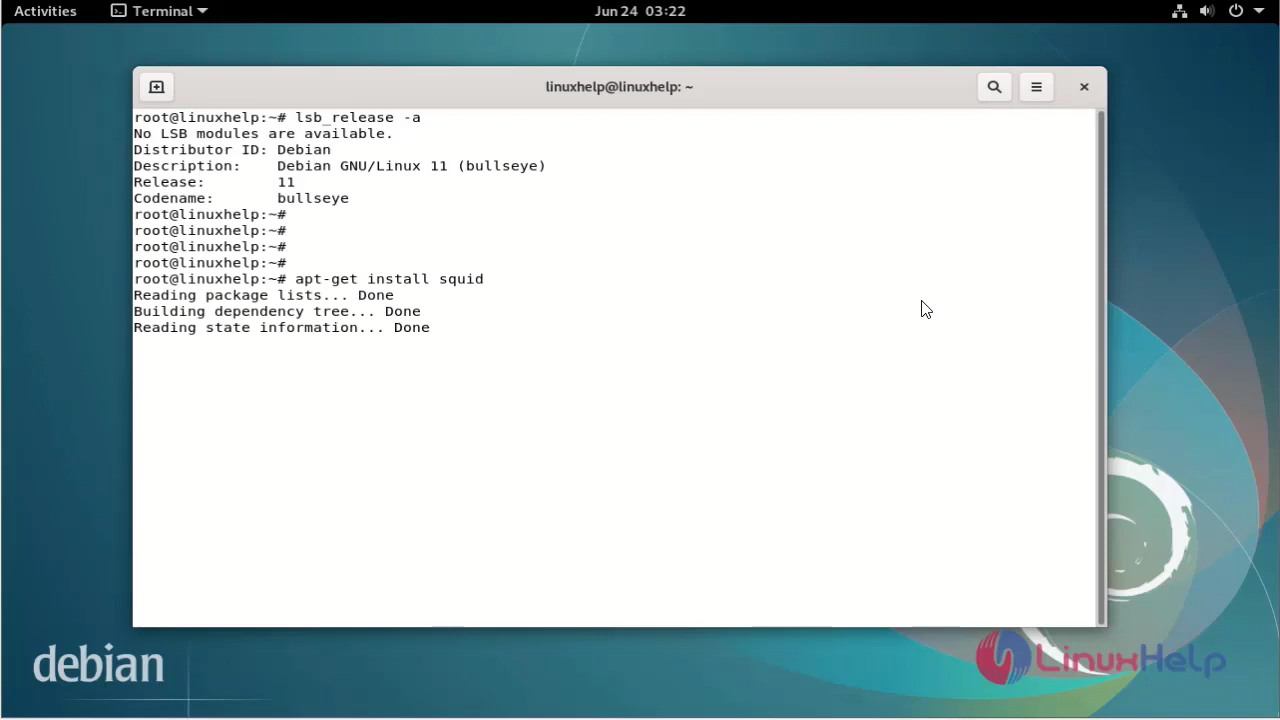 Activities Terminal Jun 24 03:22
linuxhelp@linuxhelp: ~
root@linuxhelp:~# lsb_release -a
No LSB modules are available.
Distributor ID: Debian
Description:    Debian GNU/Linux 11 (bullseye)
Release:        11
Codename:       bullseye
root@linuxhelp:~#
root@linuxhelp:~#
root@linuxhelp:~#
root@linuxhelp:~#
root@linuxhelp:~# apt-get install squid
Reading package lists... Done
Building dependency tree... Done
Reading state information... Done
debian
LinuxHelp